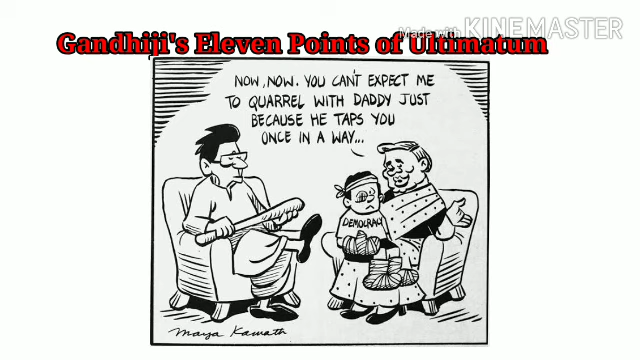 Made with KINEMASTER
Gandhiji's Eleven Points of Ultimatum
NOW, NOW. YOU CAN'T EXPECT ME
TO QUARREL WITH DADDY JUST
BECAUSE HE TAPS YOU
ONCE IN A WAY...
DEMOCRACY
Maya Kamath